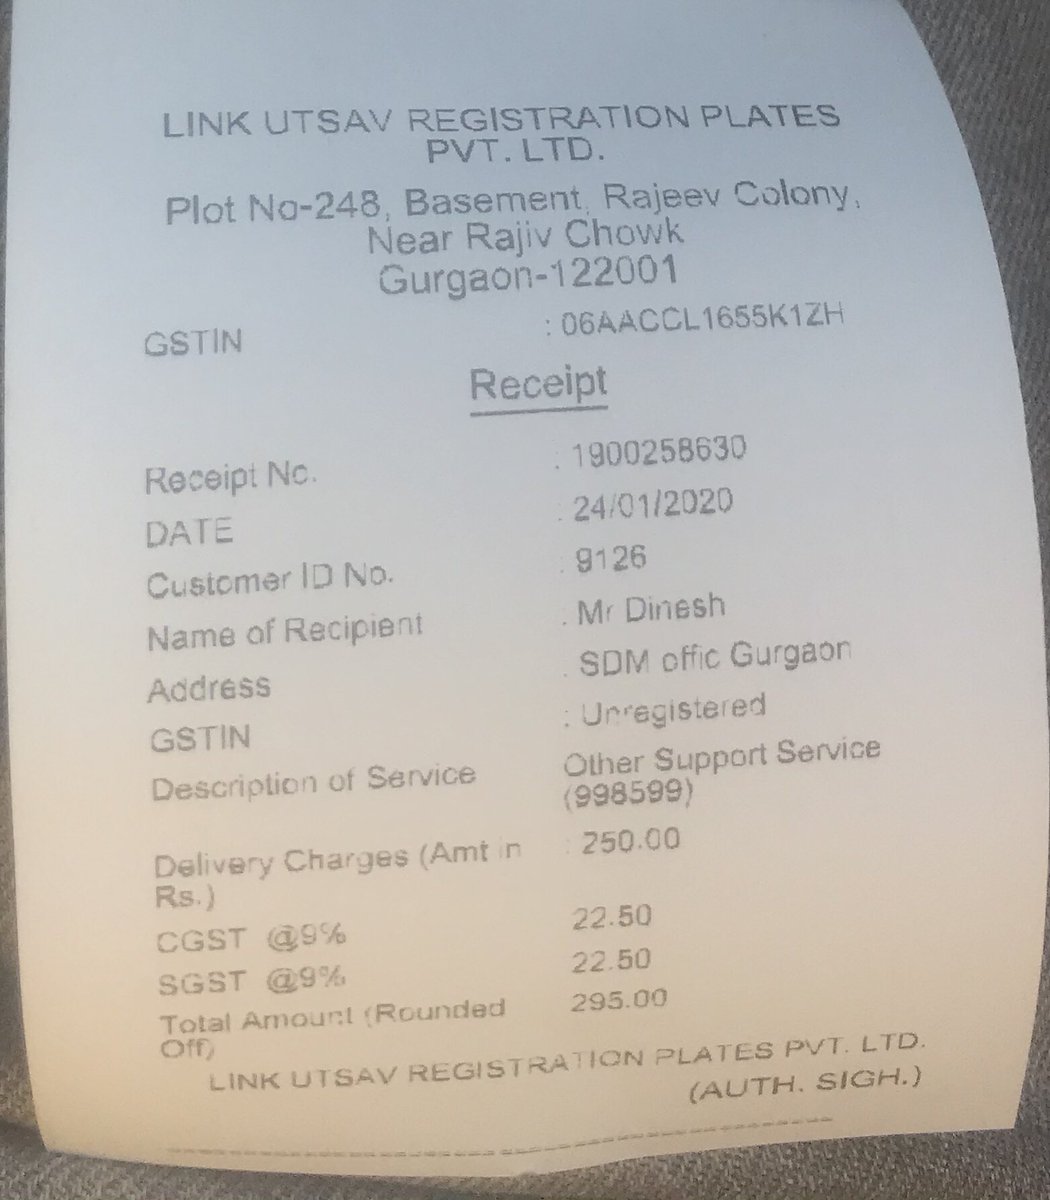 LINK UTSAV REGISTRATION PLATES
PVT. LTD.
Plot No-248, Basement, Rajeev Colony,
Near Rajiv Chowk
Gurgaon-122001
GSTIN : 06AACCL1655K1ZH
Receipt
Receipt No. : 1900258630
DATE : 24/01/2020
Customer ID No. : 9126
Name of Recipient : Mr Dinesh
Address : SDM offic Gurgaon
GSTIN : Unregistered
Description of Service Other Support Service
(998599)
Delivery Charges (Amt in : 250.00
Rs.)
CGST @9% 22.50
SGST @9% 22.50
Total Amount (Rounded 295.00
Off)
LINK UTSAV REGISTRATION PLATES PVT. LTD.
(AUTH. SIGH.)